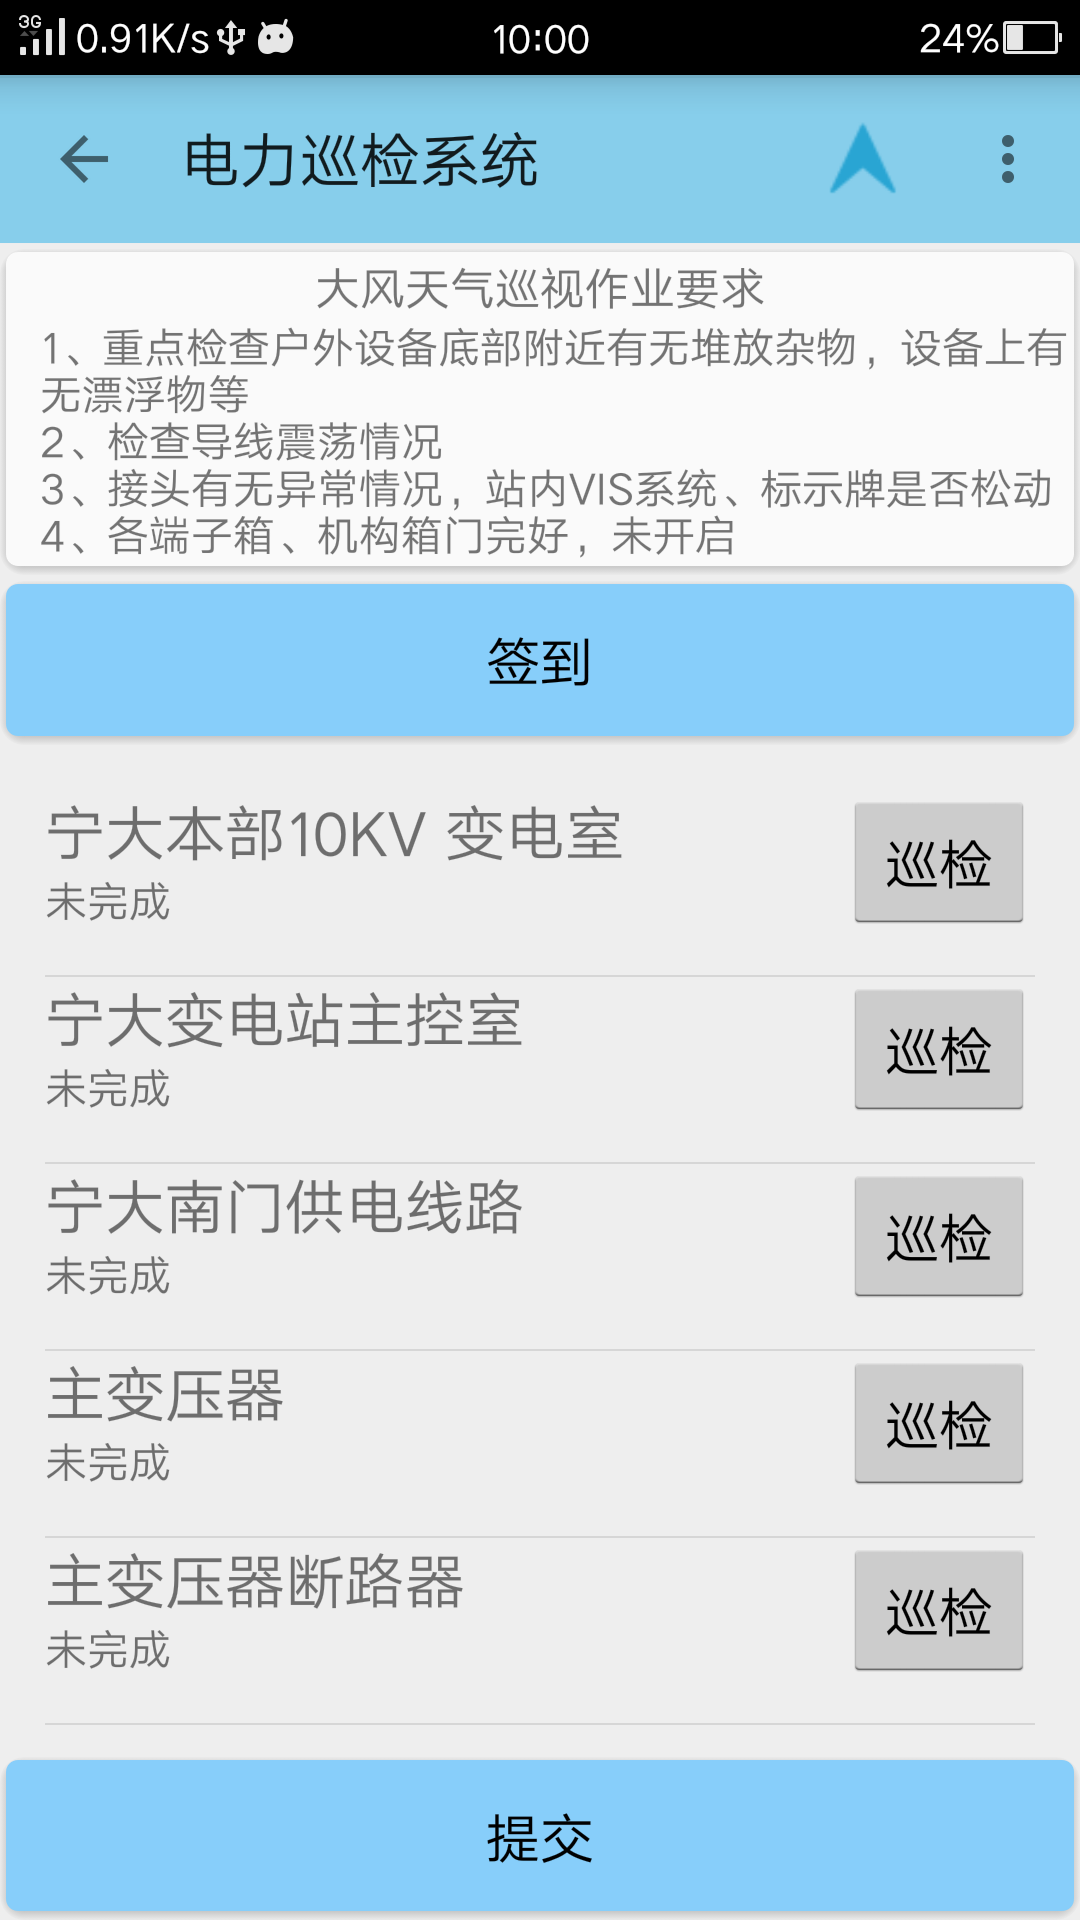 3G 0.91K/s 10:00 24%
电力巡检系统
大风天气巡视作业要求
1、重点检查户外设备底部附近有无堆放杂物，设备上有
无漂浮物等
2、检查导线震荡情况
3、接头有无异常情况，站内VIS系统、标示牌是否松动
4、各端子箱、机构箱门完好，未开启
签到
宁大本部10KV 变电室
未完成
巡检
宁大变电站主控室
未完成
巡检
宁大南门供电线路
未完成
巡检
主变压器
未完成
巡检
主变压器断路器
未完成
巡检
提交